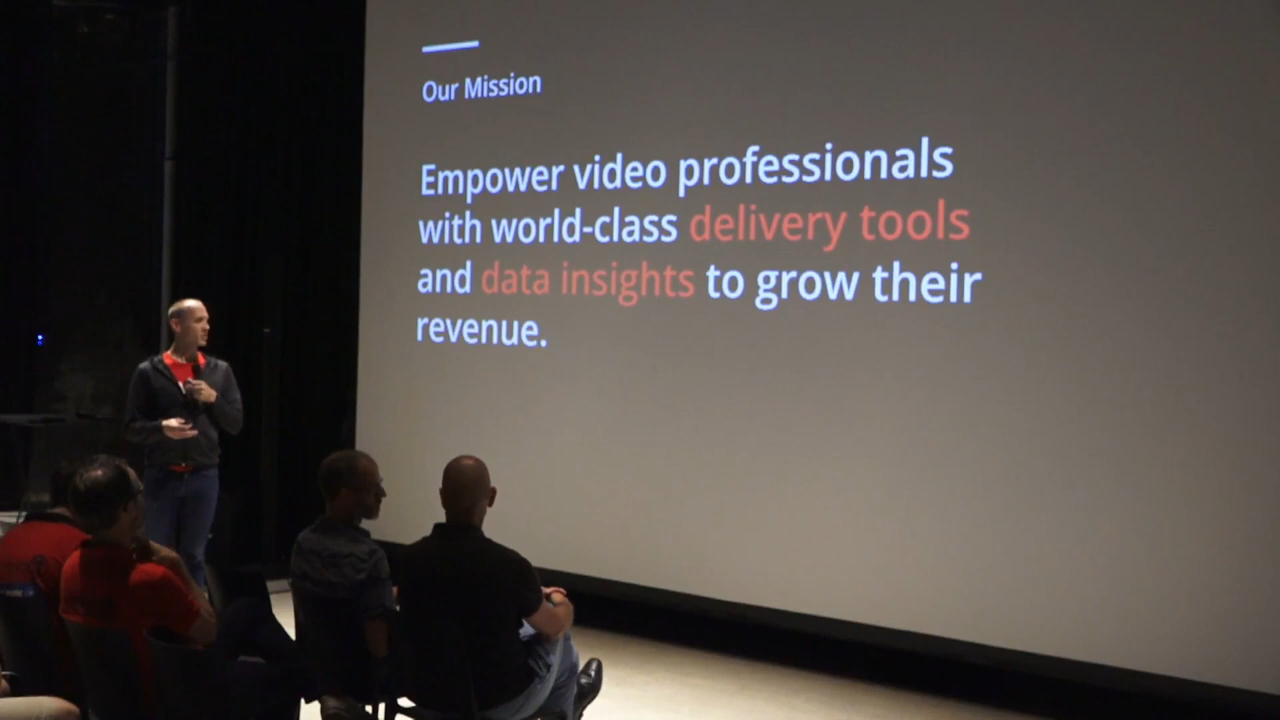 Our Mission
Empower video professionals
with world-class delivery tools
and data insights to grow their
revenue.